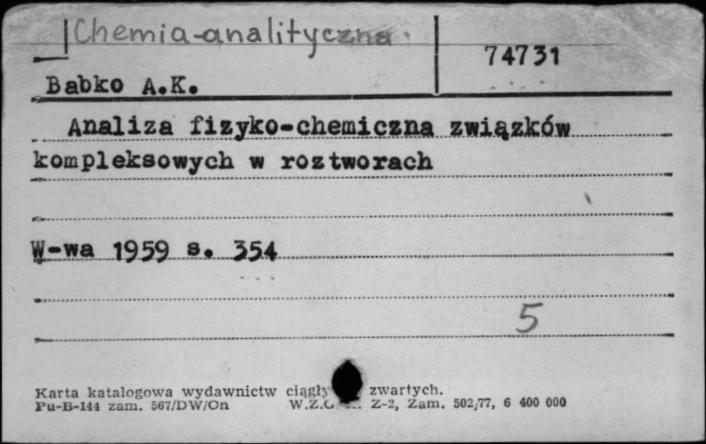 Chemia-analityczna
74731
Babko A.K.
Analiza fizyko-chemiczna związków
kompleksowych w roztworach
W-wa 1959 s. 354
5
Karta katalogowa wydawnictw zwartych.
Pu-B-144 zam. 567/DW/On Z-2, Zam. 502/77, 6 400 000